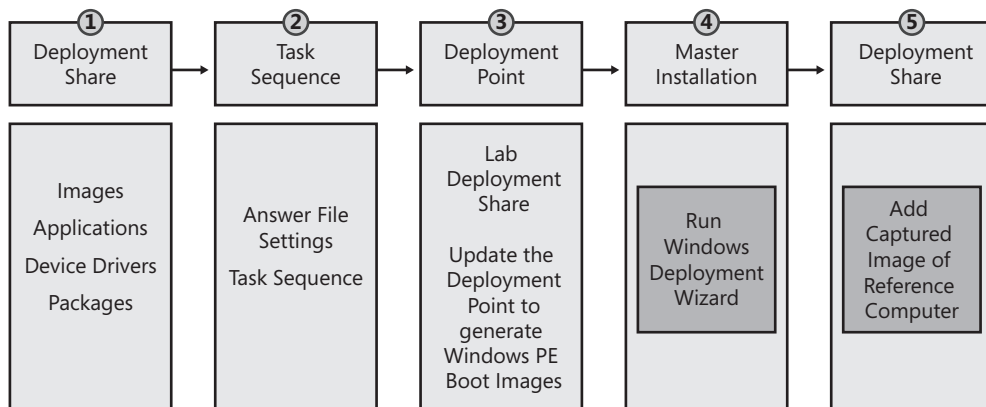 1
Deployment
Share
2
Task
Sequence
3
Deployment
Point
4
Master
Installation
5
Deployment
Share
Images
Applications
Device Drivers
Packages
Answer File
Settings
Task Sequence
Lab
Deployment
Share
Update the
Deployment
Point to
generate
Windows PE
Boot Images
Run
Windows
Deployment
Wizard
Add
Captured
Image of
Reference
Computer